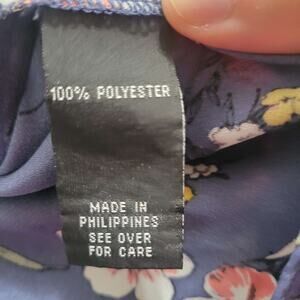 100% POLYESTER
MADE IN
PHILIPPINES
SEE OVER
FOR CARE